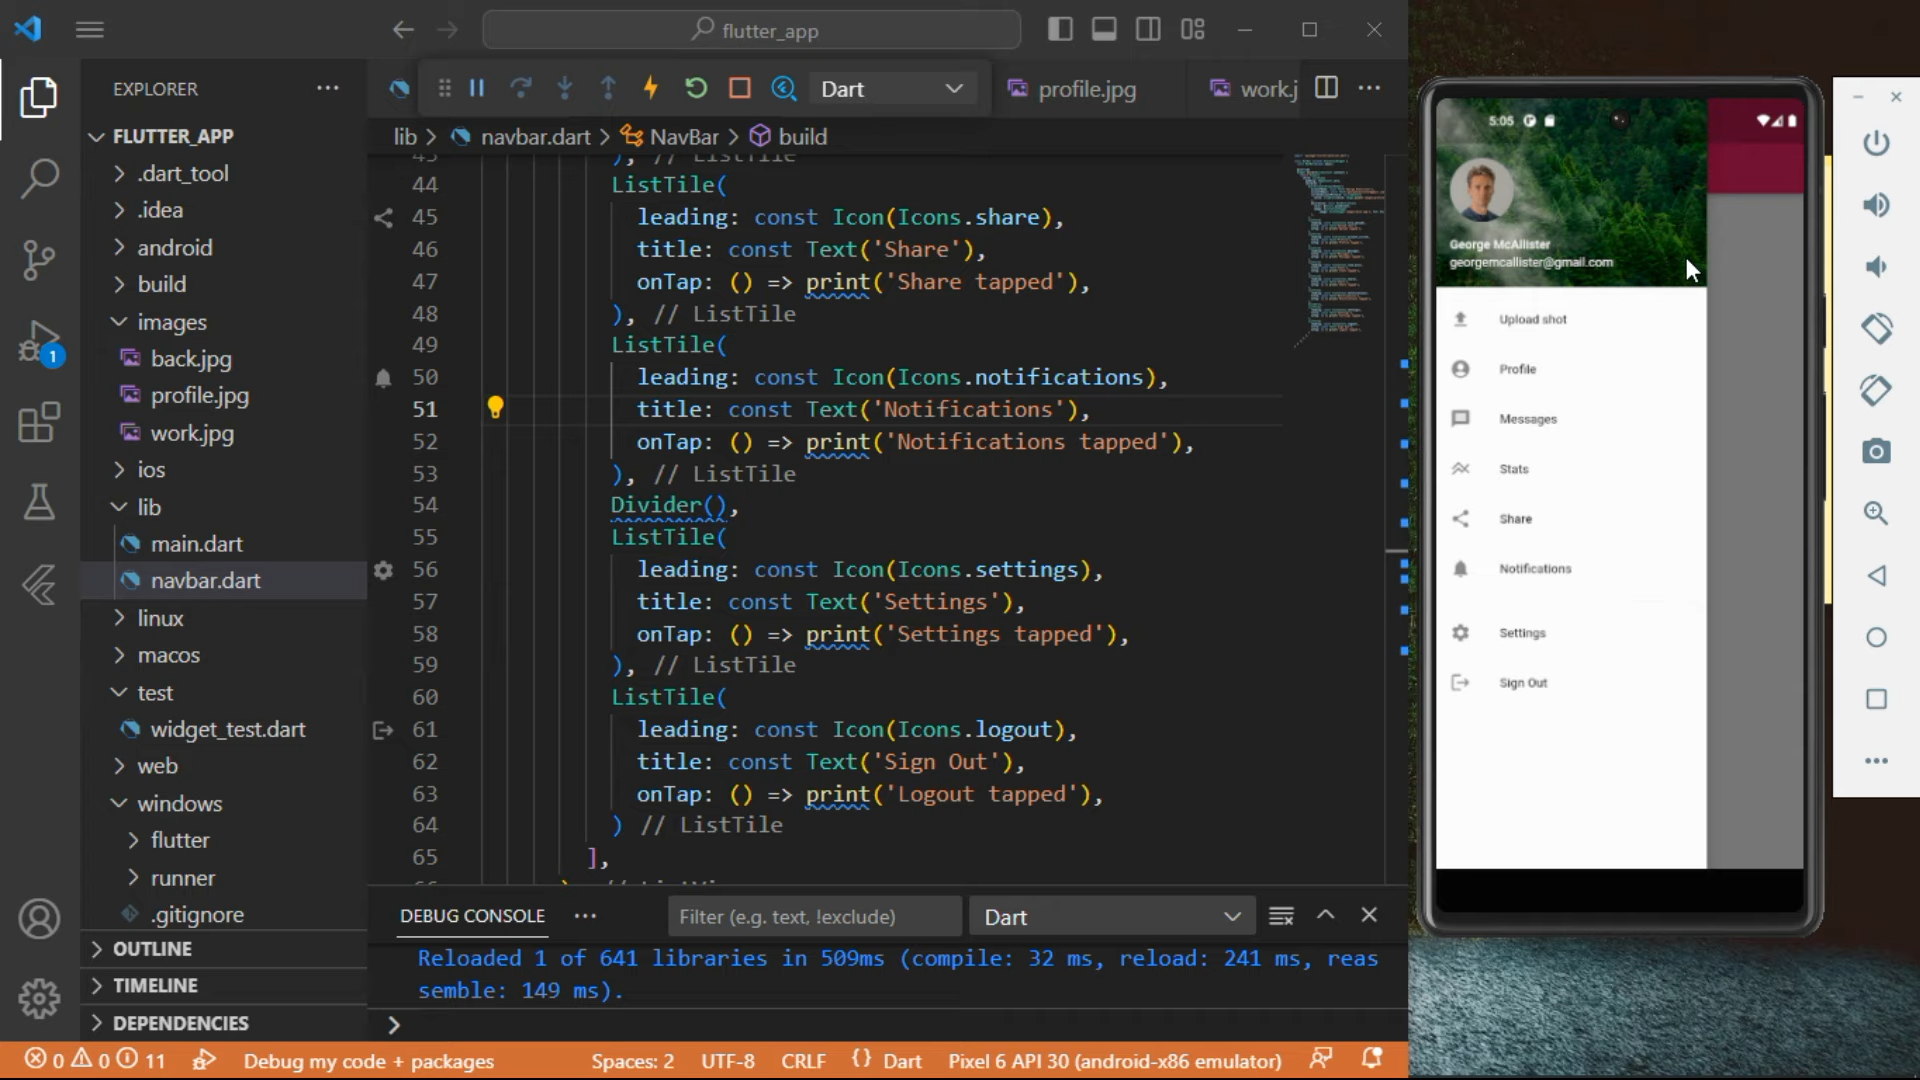 flutter_app
EXPLORER
Dart
profile.jpg
work.j
FLUTTER_APP
lib > navbar.dart > NavBar > build
.dart_tool
.idea
android
build
images
back.jpg
profile.jpg
work.jpg
ios
lib
main.dart
navbar.dart
linux
macos
test
widget_test.dart
web
windows
flutter
runner
.gitignore
OUTLINE
TIMELINE
DEPENDENCIES
), // ListTile
44 ListTile(
45 leading: const Icon(Icons.share),
46 title: const Text('Share'),
47 onTap: () => print('Share tapped'),
48 ), // ListTile
49 ListTile(
50 leading: const Icon(Icons.notifications),
51 title: const Text('Notifications'),
52 onTap: () => print('Notifications tapped'),
53 ), // ListTile
54 Divider(),
55 ListTile(
56 leading: const Icon(Icons.settings),
57 title: const Text('Settings'),
58 onTap: () => print('Settings tapped'),
59 ), // ListTile
60 ListTile(
61 leading: const Icon(Icons.logout),
62 title: const Text('Sign Out'),
63 onTap: () => print('Logout tapped'),
64 ) // ListTile
65 ],
DEBUG CONSOLE
Filter (e.g. text, !exclude)
Dart
Reloaded 1 of 641 libraries in 509ms (compile: 32 ms, reload: 241 ms, reas
semble: 149 ms).
1
0 0 11 Debug my code + packages
Spaces: 2 UTF-8 CRLF {} Dart Pixel 6 API 30 (android-x86 emulator)
5:05
George McAllister
georgemcallister@gmail.com
Upload shot
Profile
Messages
Stats
Share
Notifications
Settings
Sign Out